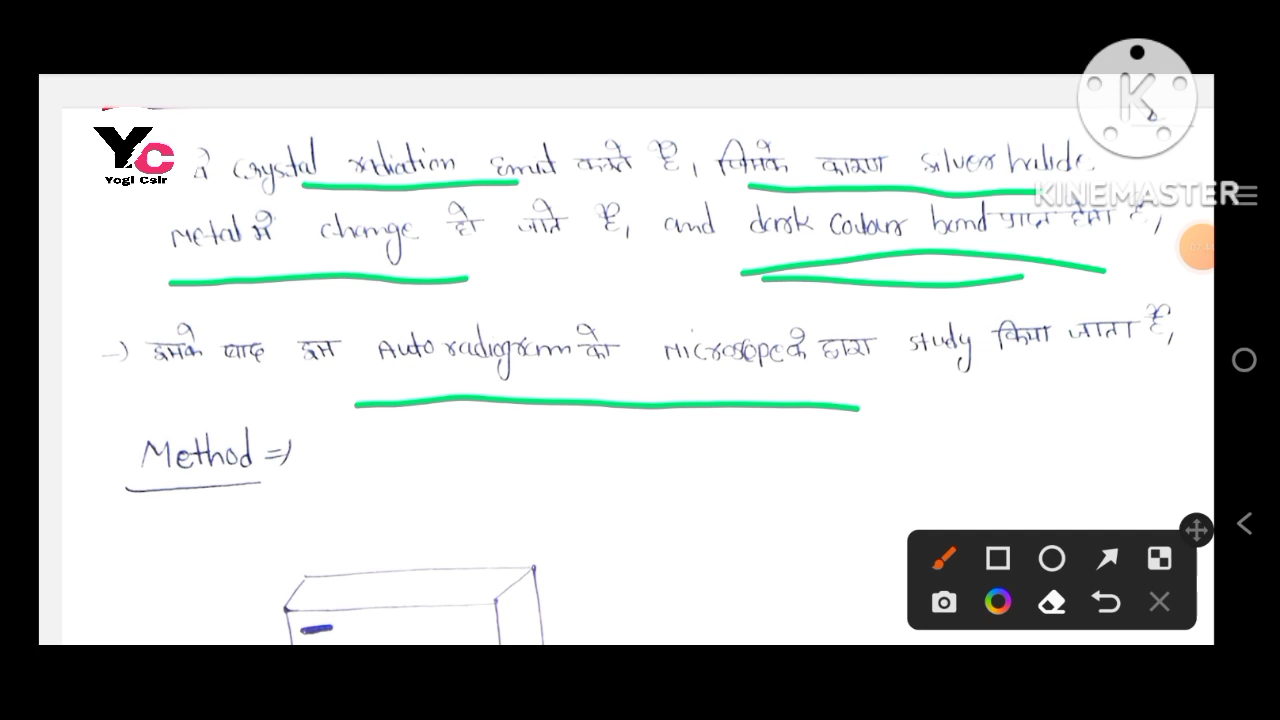 KINEMASTER
YC
Yogi Csir
ये Crystal radiation Emit करते है, जिसके कारण silver halide
Metal में change हो जाते है, and dark Colour band प्राप्त होता है,
→ इसके बाद इस Autoradiogram को Microscope के द्वारा study किया जाता है,
Method ⇒